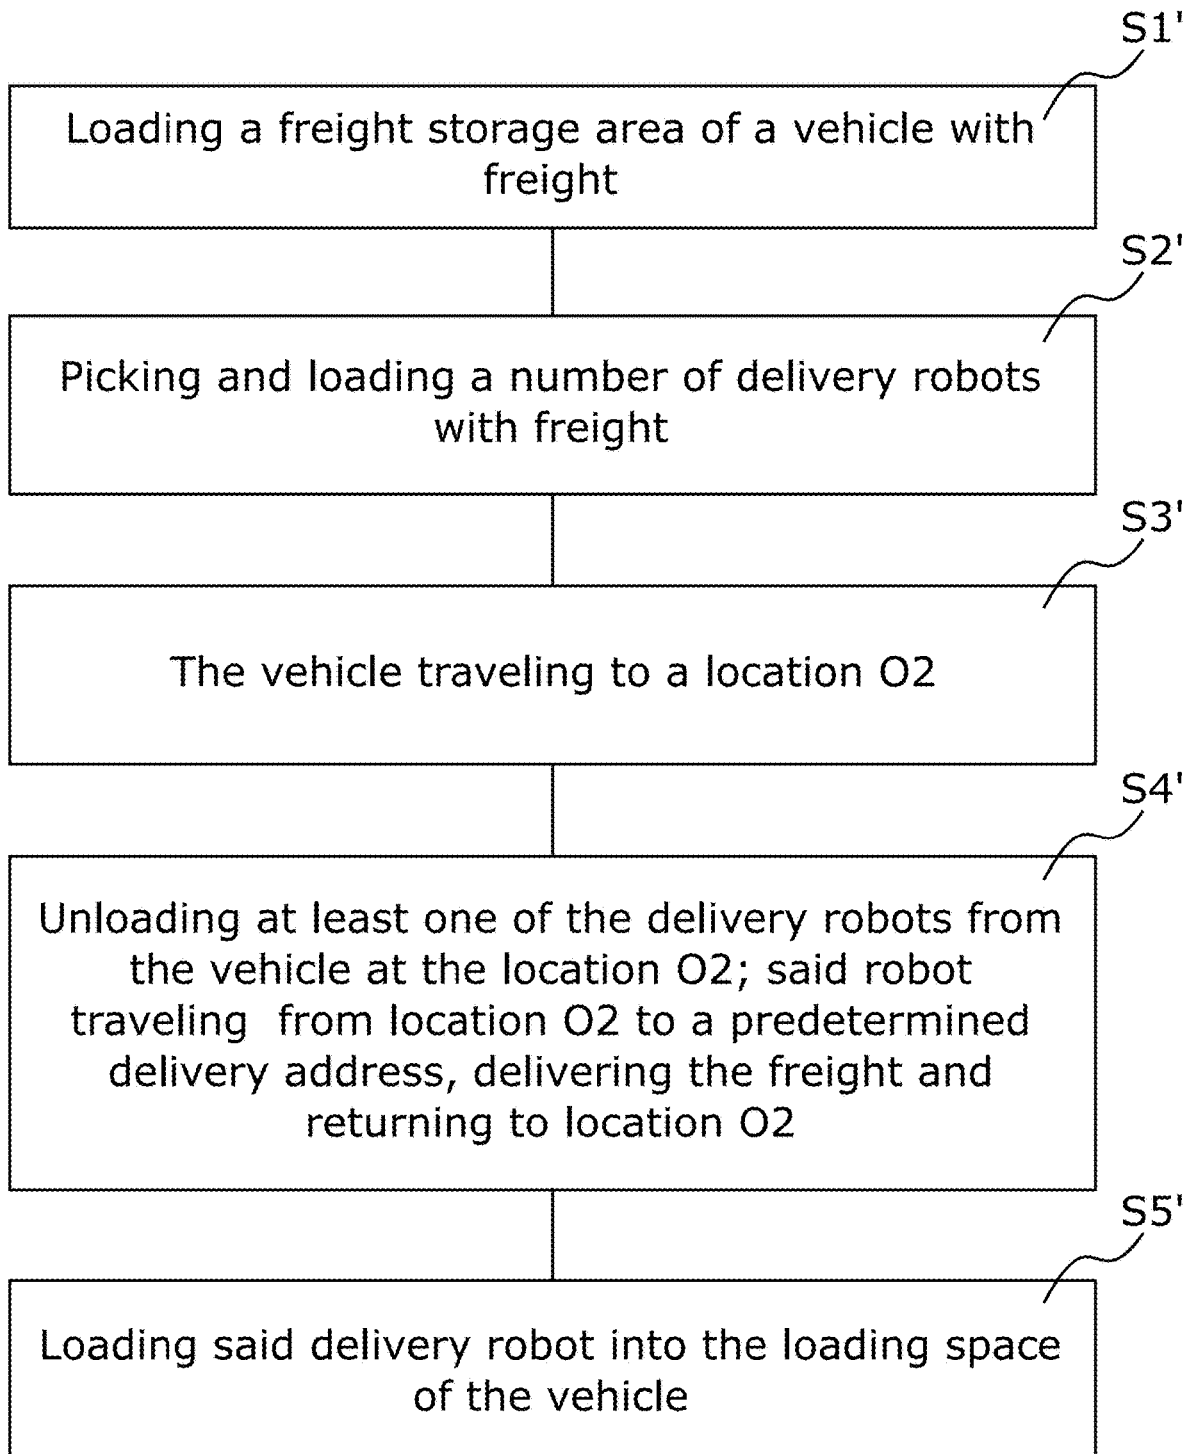 S1'
Loading a freight storage area of a vehicle with
freight
S2'
Picking and loading a number of delivery robots
with freight
S3'
The vehicle traveling to a location O2
S4'
Unloading at least one of the delivery robots from
the vehicle at the location O2; said robot
traveling from location O2 to a predetermined
delivery address, delivering the freight and
returning to location O2
S5'
Loading said delivery robot into the loading space
of the vehicle